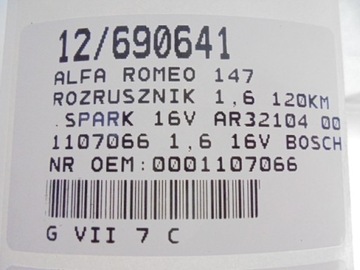 12/690641
ALFA ROMEO 147
ROZRUSZNIK 1,6 120KM
.SPARK 16V AR32104 00
1107066 1,6 16V BOSCH
NR OEM:0001107066
G VII 7 C